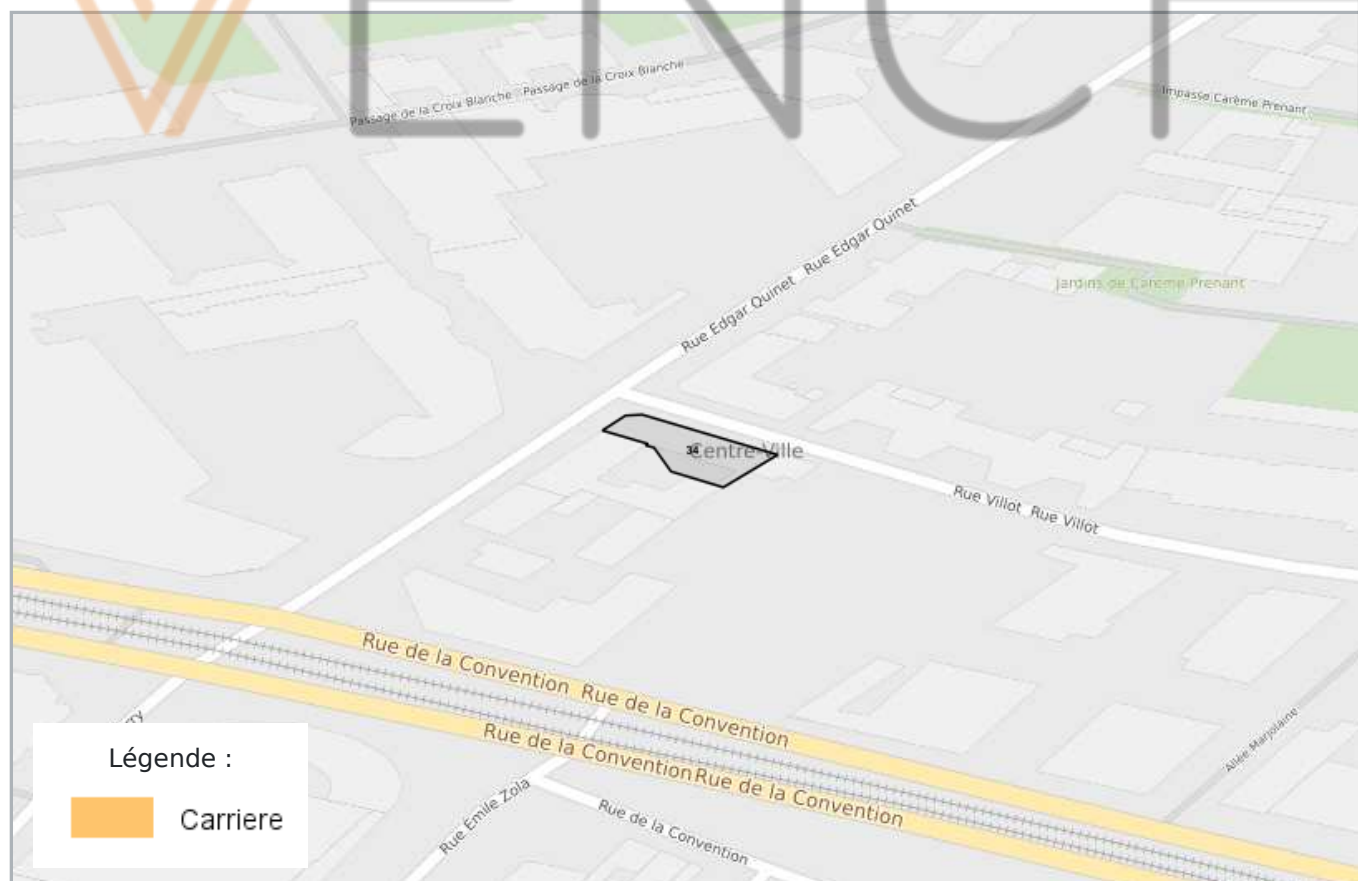 ENC
Passage de la Croix Blanche Passage de la Croix Blanche
Impasse Carême Prenant
Rue Edgar Quinet Rue Edgar Quinet
Jardins de Carême Prenant
34
Centre-Ville
Rue Villot Rue Villot
Rue de la Convention Rue de la Convention
Rue de la Convention Rue de la Convention
Allée Marjolaine
Rue Emile Zola
Rue de la Convention
Légende :
Carriere